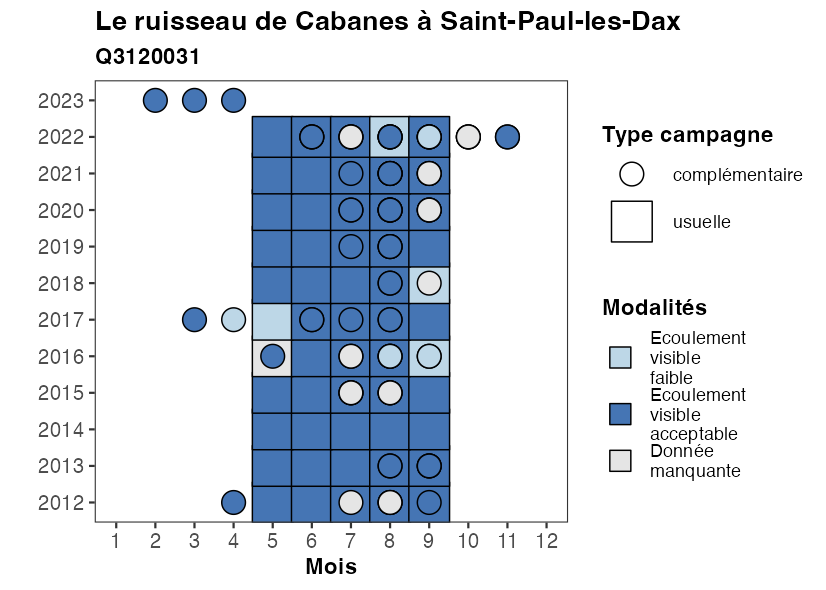 Le ruisseau de Cabanes à Saint-Paul-les-Dax
Q3120031
2023
2022
2021
2020
2019
2018
2017
2016
2015
2014
2013
2012
1 2 3 4 5 6 7 8 9 10 11 12
Mois
Type campagne
complémentaire
usuelle
Modalités
Ecoulement
visible
faible
Ecoulement
visible
acceptable
Donnée
manquante